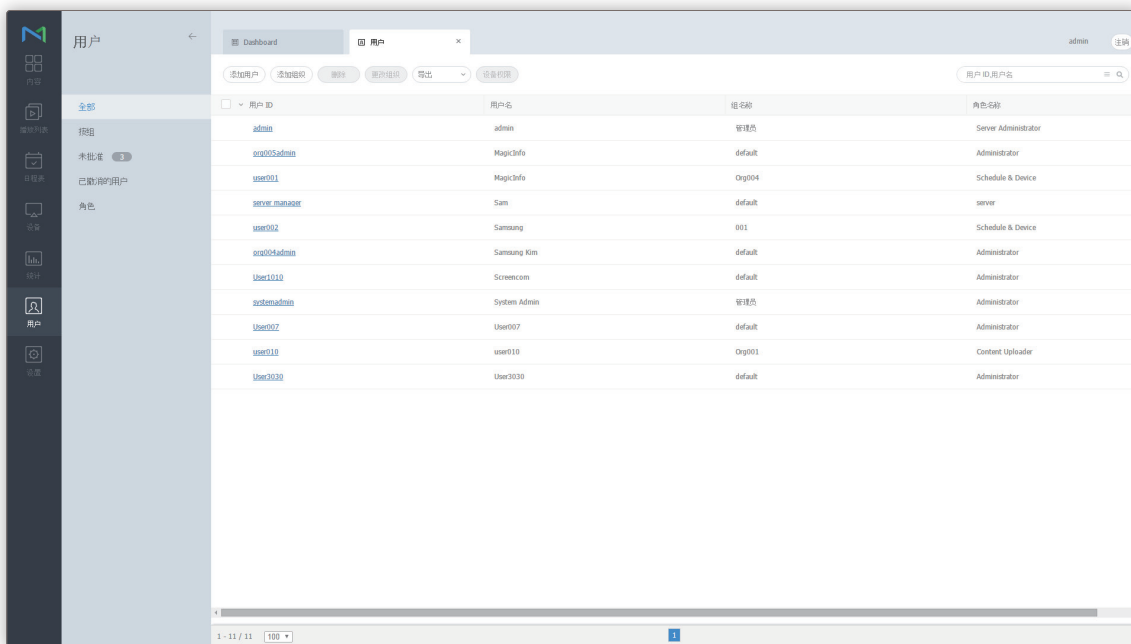 用户
←
内容
播放列表
日程表
设备
统计
用户
设置
全部
按组
未批准 3
已撤消的用户
角色
Dashboard
用户 ×
admin 注销
添加用户 添加组织 删除 更改组织 导出 设备权限
用户 ID,用户名
用户 ID 用户名 组名称 角色名称
admin admin 管理员 Server Administrator
org005admin MagicInfo default Administrator
user001 MagicInfo Org004 Schedule & Device
server manager Sam default server
user002 Samsung 001 Schedule & Device
org004admin Samsung Kim default Administrator
User1010 Screencom default Administrator
systemadmin System Admin 管理员 Administrator
User007 User007 default Administrator
user010 user010 Org001 Content Uploader
User3030 User3030 default Administrator
1 - 11 / 11 100 1